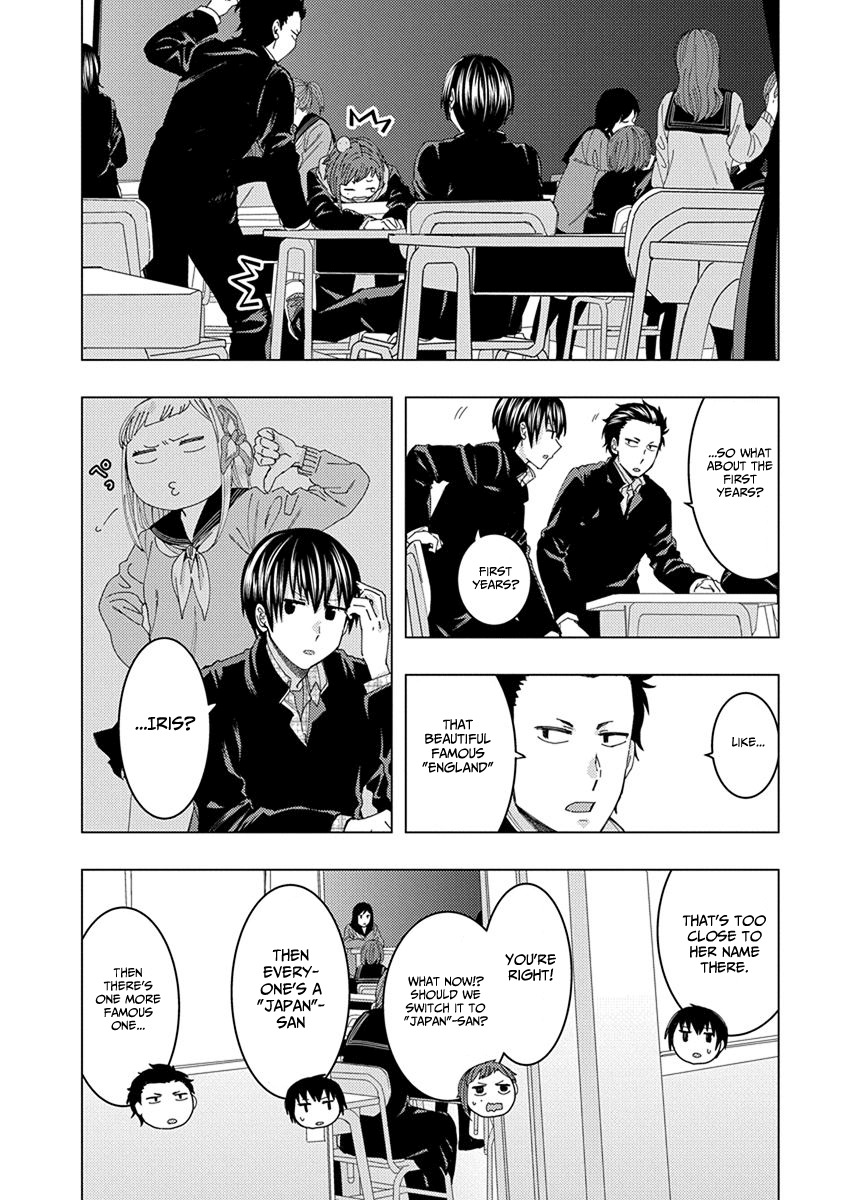 ...SO WHAT
ABOUT THE
FIRST
YEARS?
FIRST
YEARS?
LIKE...
THAT
BEAUTIFUL
FAMOUS
"ENGLAND"
...IRIS?
ぺっ
THAT'S TOO
CLOSE TO
HER NAME
THERE.
YOU'RE
RIGHT!
WHAT NOW!?
SHOULD WE
SWITCH IT TO
"JAPAN"-SAN?
THEN
EVERY-
ONE'S A
"JAPAN"-
SAN
THEN
THERE'S
ONE MORE
FAMOUS
ONE...